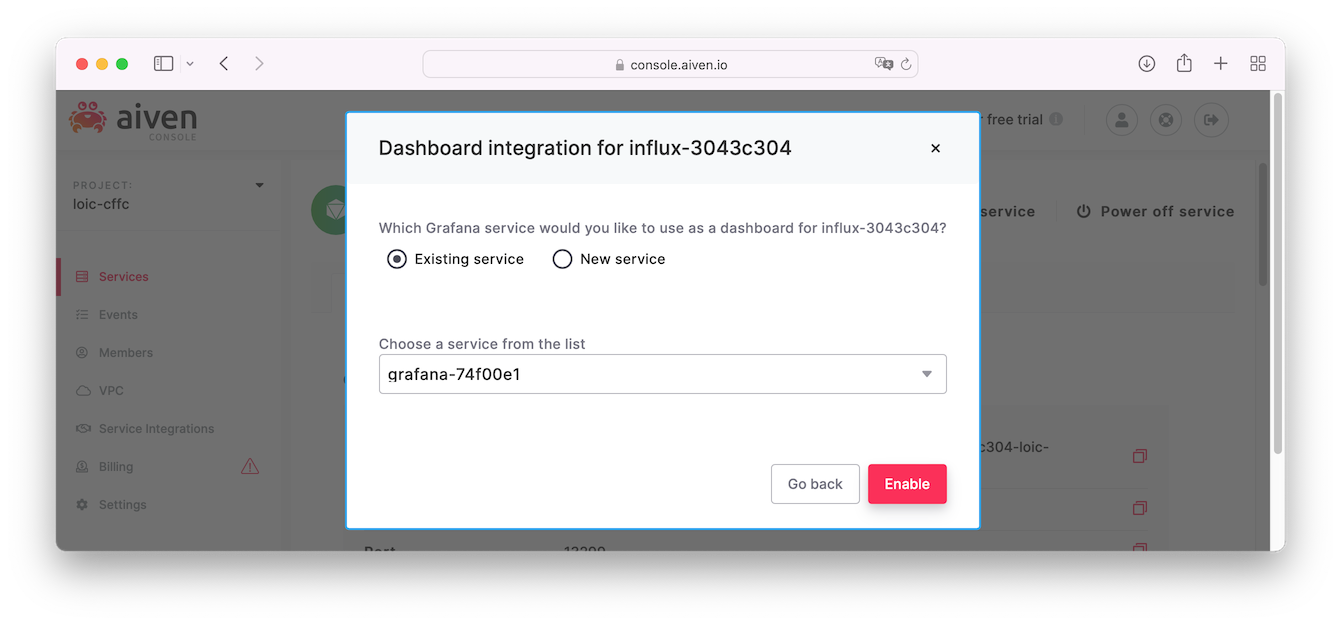 console.aiven.io
aiven
CONSOLE
free trial
PROJECT:
loic-cffc
Services
Events
Members
VPC
Service integrations
Billing
Settings
service
Power off service
Dashboard integration for influx-3043c304
Which Grafana service would you like to use as a dashboard for influx-3043c304?
Existing service
New service
Choose a service from the list
grafana-74f00e1
Go back
Enable
c304-loic-
Port
13290